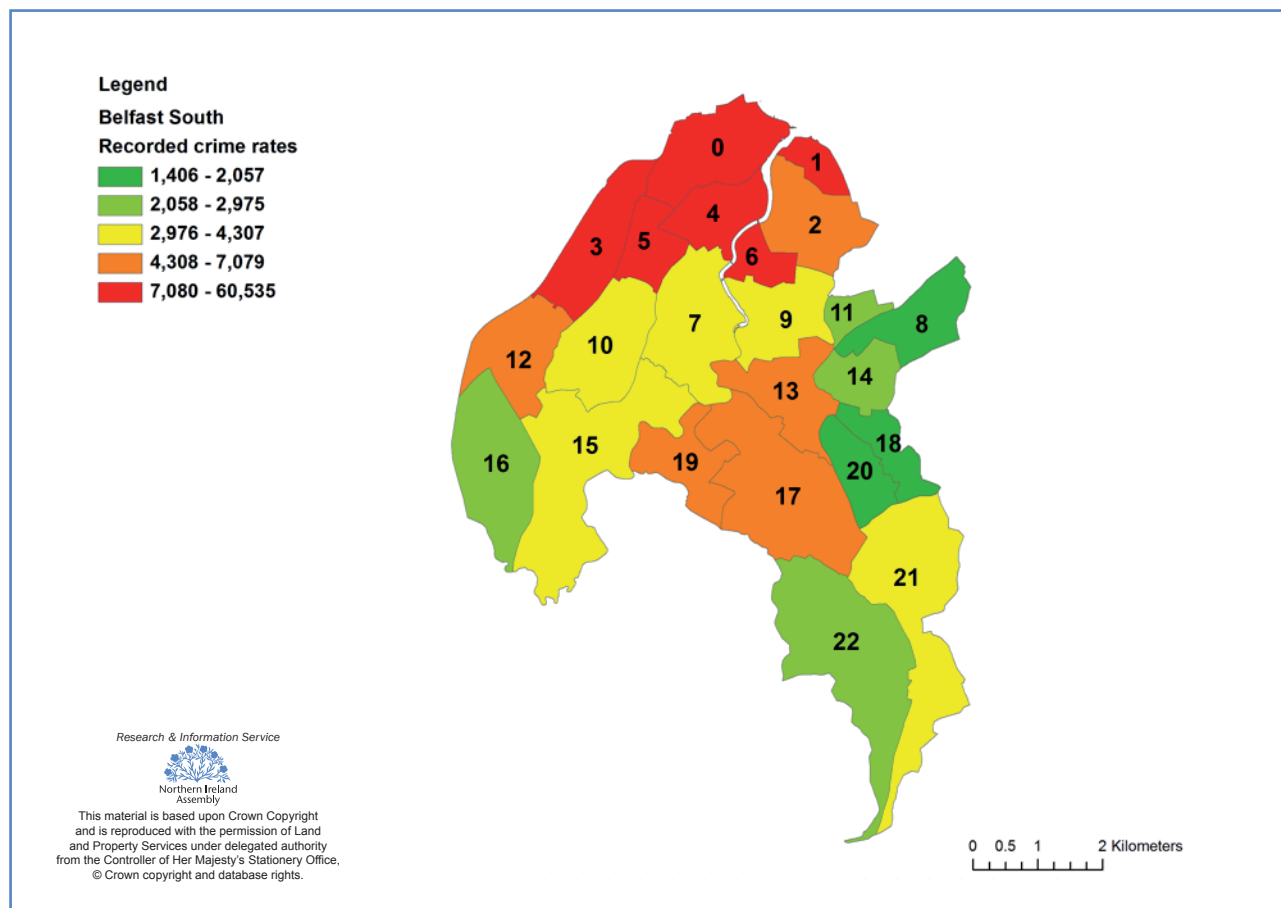 Legend
Belfast South
Recorded crime rates
1,406 - 2,057
2,058 - 2,975
2,976 - 4,307
4,308 - 7,079
7,080 - 60,535
0
1
2
3
4
5
6
7
8
9
10
11
12
13
14
15
16
17
18
19
20
21
22
Research & Information Service
Northern Ireland
Assembly
This material is based upon Crown Copyright
and is reproduced with the permission of Land
and Property Services under delegated authority
from the Controller of Her Majesty's Stationery Office,
© Crown copyright and database rights.
0 0.5 1 2 Kilometers